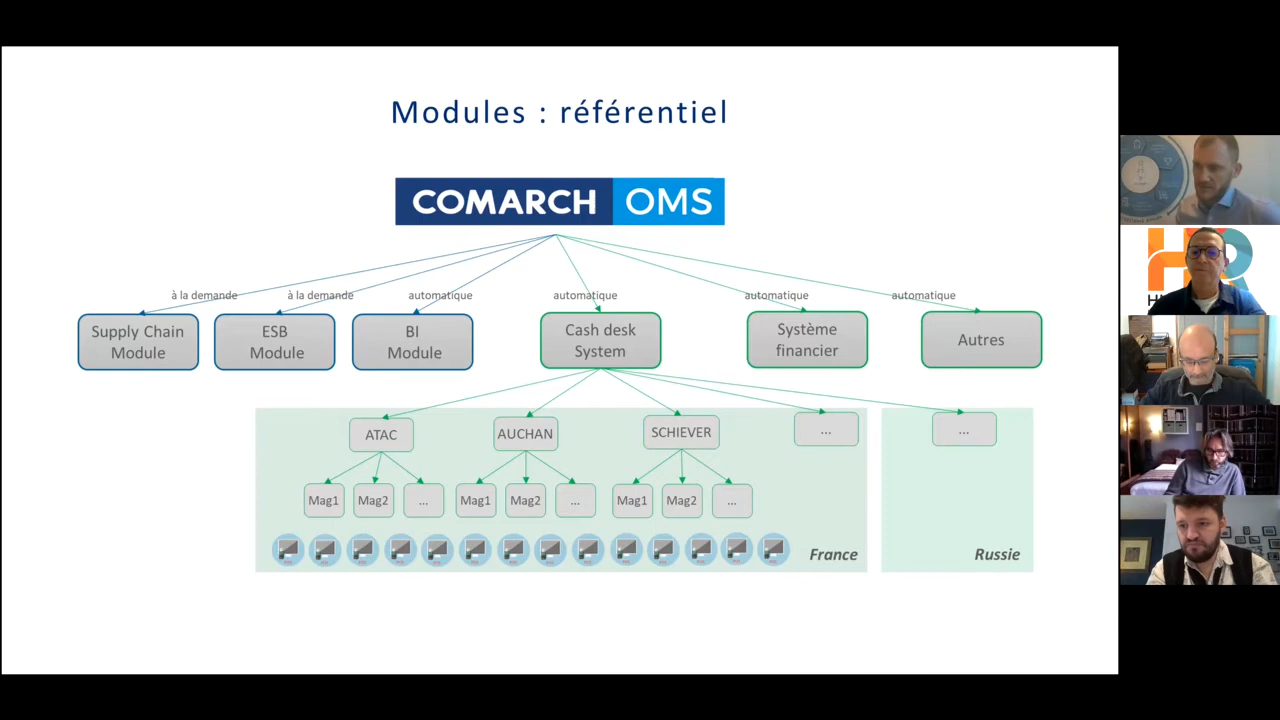 Modules : référentiel
COMARCH OMS
à la demande
à la demande
automatique
automatique
automatique
automatique
Supply Chain
Module
ESB
Module
BI
Module
Cash desk
System
Système
financier
Autres
ATAC
AUCHAN
SCHIEVER
...
...
Mag1
Mag2
...
Mag1
Mag2
...
Mag1
Mag2
...
France
Russie
HR